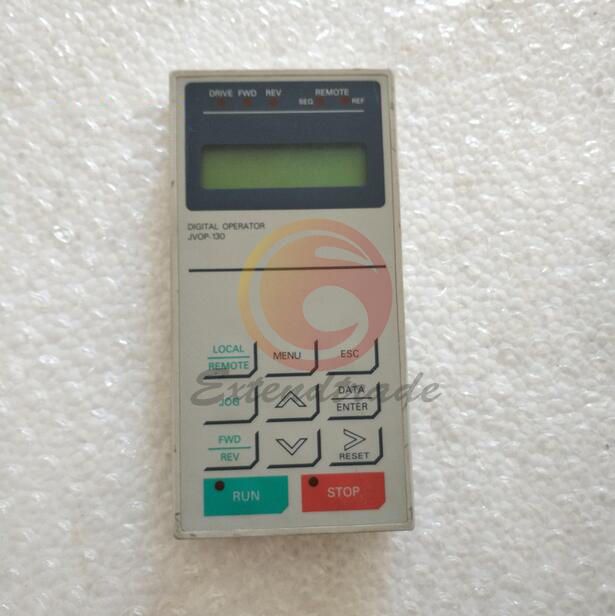 DRIVE FWD REV REMOTE
SEQ REF
DIGITAL OPERATOR
JVOP-130
LOCAL
REMOTE
MENU
ESC
JOG
DATA
ENTER
FWD
REV
RESET
RUN
STOP
Extendtrade